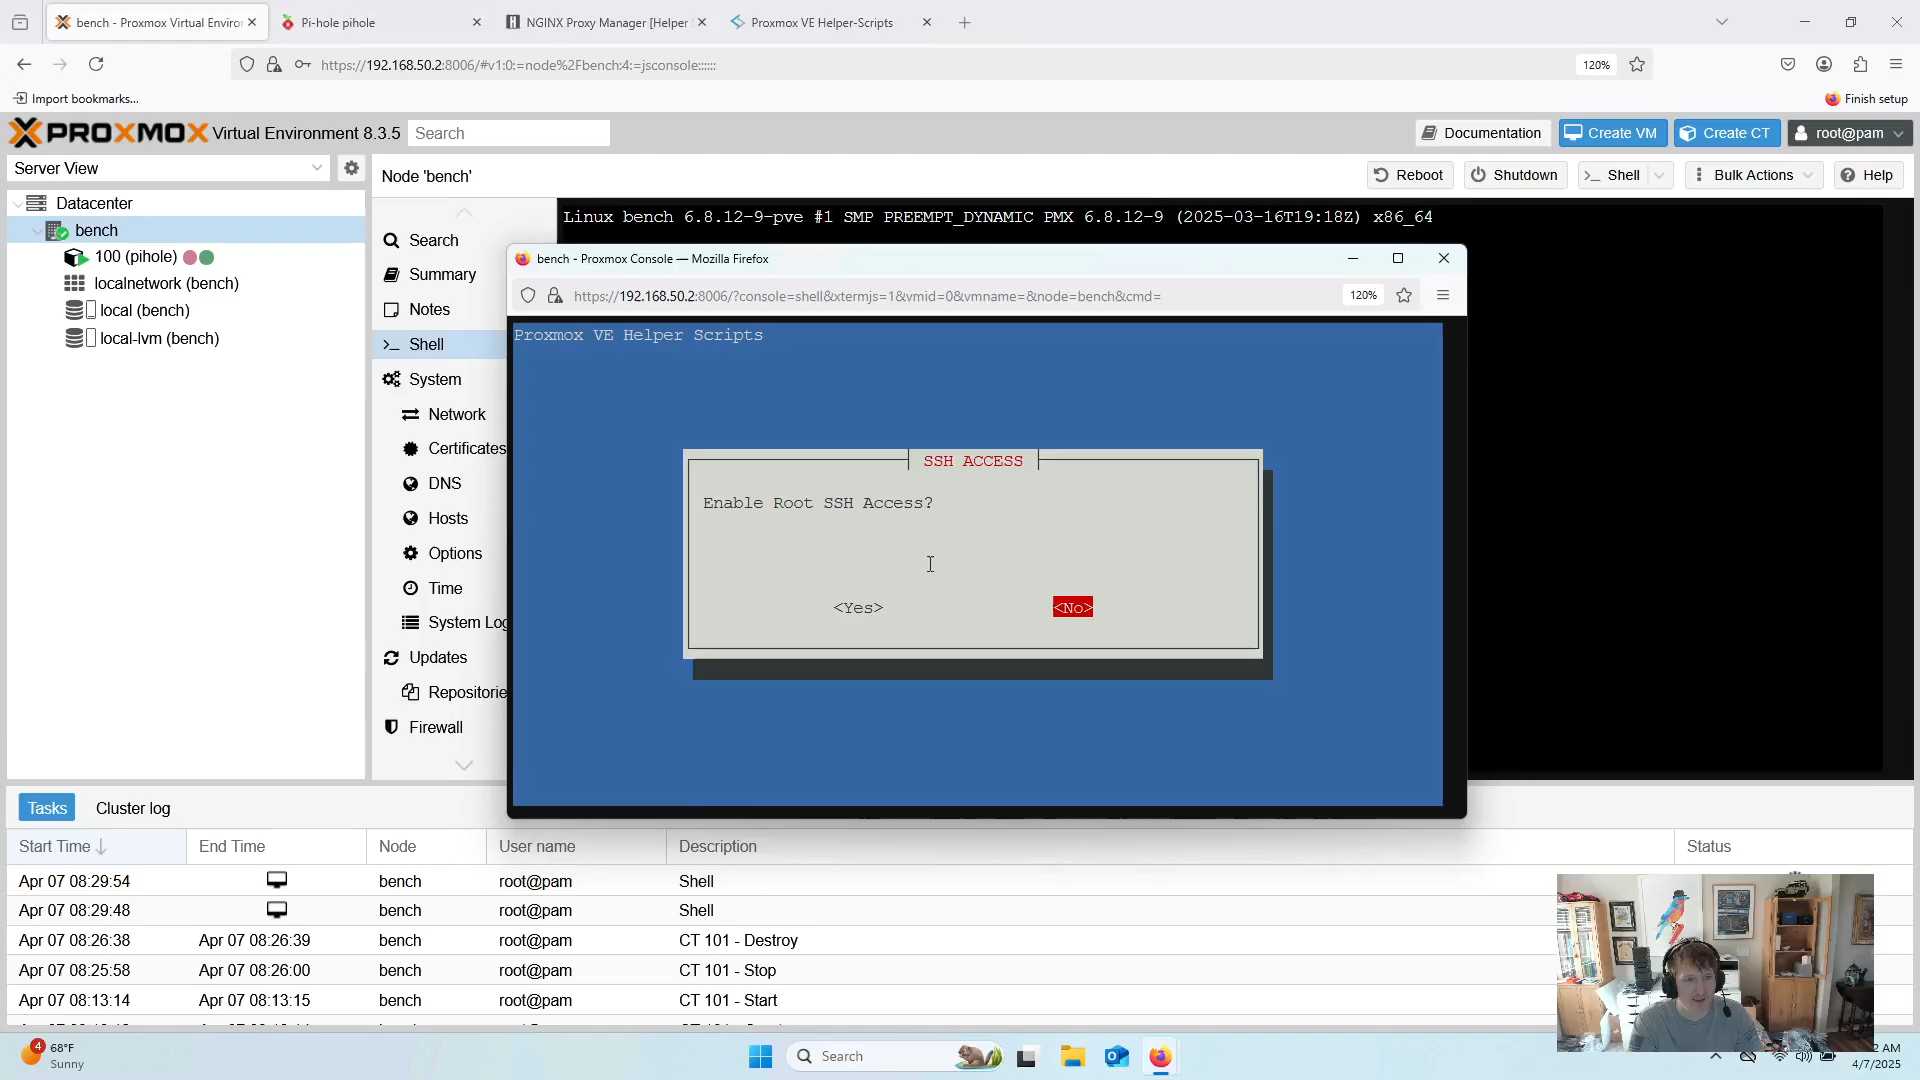 bench - Proxmox Virtual Enviro
Pi-hole pihole
NGINX Proxy Manager [Helper
Proxmox VE Helper-Scripts
https://192.168.50.2:8006/#v1:0:=node%2Fbench:4:=jsconsole::::::
120%
Import bookmarks...
Finish setup
PROXMOX Virtual Environment 8.3.5
Search
Documentation
Create VM
Create CT
root@pam
Server View
Node 'bench'
Reboot
Shutdown
Shell
Bulk Actions
Help
Datacenter
bench
100 (pihole)
localnetwork (bench)
local (bench)
local-lvm (bench)
Search
Summary
Notes
Shell
System
Network
Certificates
DNS
Hosts
Options
Time
System Log
Updates
Repositorie
Firewall
Linux bench 6.8.12-9-pve #1 SMP PREEMPT_DYNAMIC PMX 6.8.12-9 (2025-03-16T19:18Z) x86_64
bench - Proxmox Console — Mozilla Firefox
https://192.168.50.2:8006/?console=shell&xtermjs=1&vmid=0&vmname=&node=bench&cmd=
120%
Proxmox VE Helper Scripts
SSH ACCESS
Enable Root SSH Access?
<Yes>
<No>
Tasks
Cluster log
Start Time
End Time
Node
User name
Description
Status
Apr 07 08:29:54
bench
root@pam
Shell
Apr 07 08:29:48
bench
root@pam
Shell
Apr 07 08:26:38
Apr 07 08:26:39
bench
root@pam
CT 101 - Destroy
Apr 07 08:25:58
Apr 07 08:26:00
bench
root@pam
CT 101 - Stop
Apr 07 08:13:14
Apr 07 08:13:15
bench
root@pam
CT 101 - Start
4
68°F
Sunny
Search
2 AM
4/7/2025